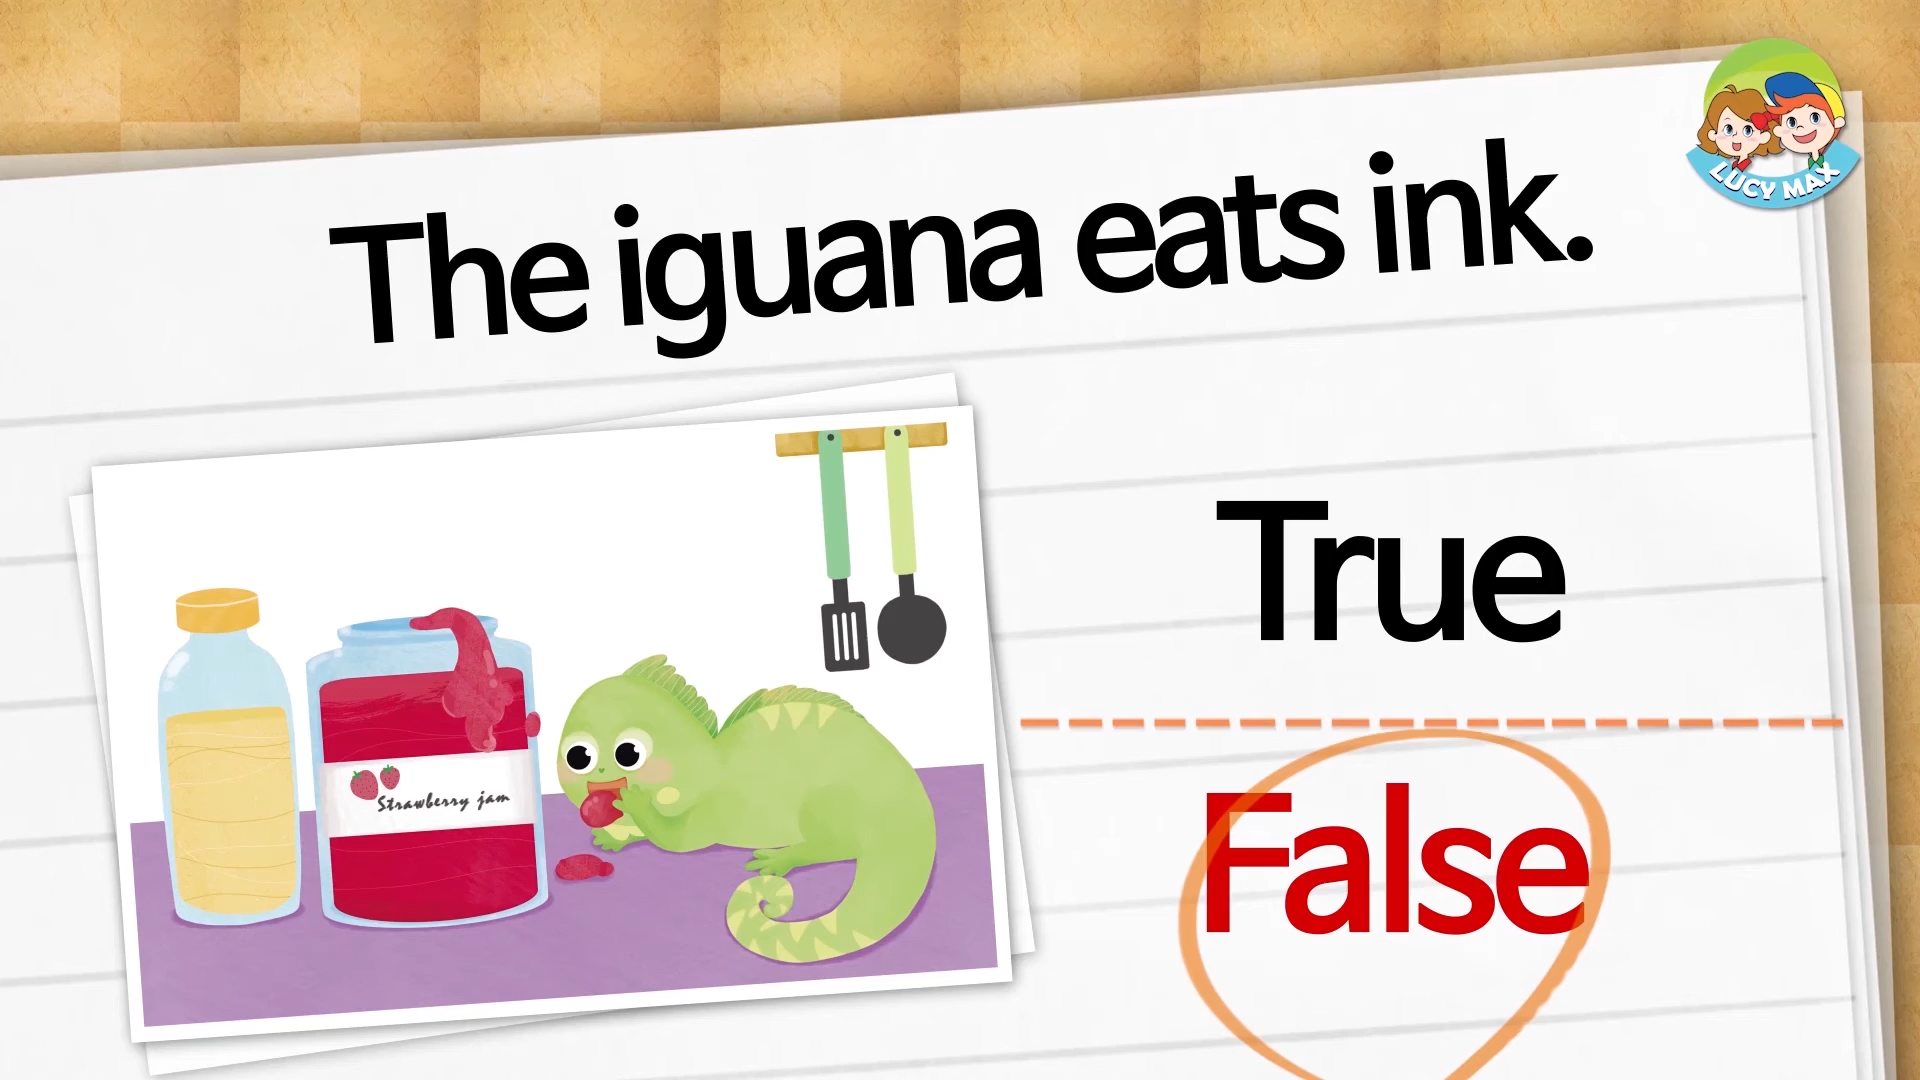 The iguana eats ink.
True
False
Strawberry jam
LUCY MAX